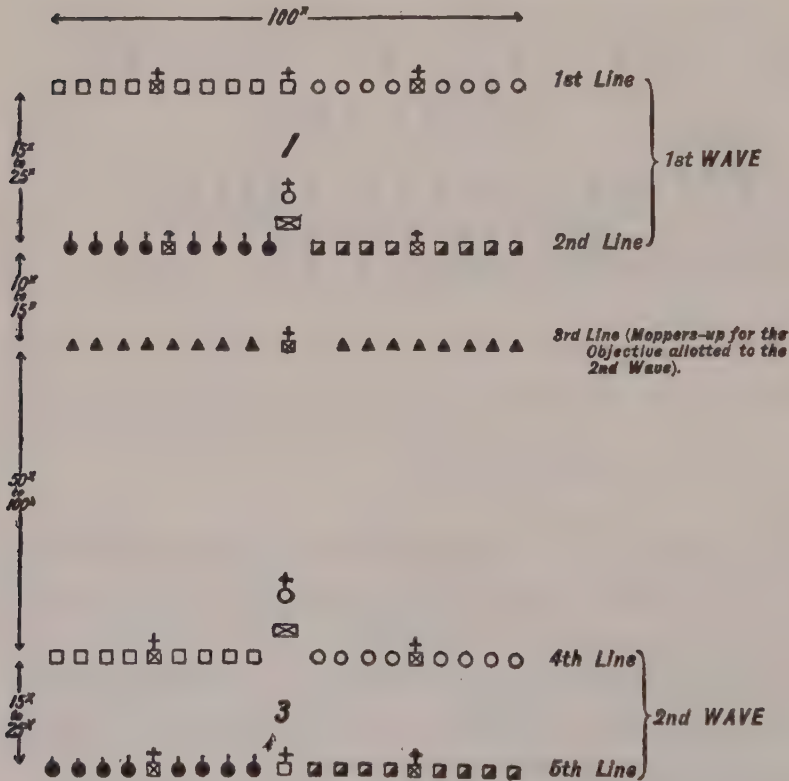 100ˣ
1st Line
15ˣ
to
25ˣ
1
1st WAVE
2nd Line
10ˣ
to
15ˣ
3rd Line (Moppers-up for the
Objective allotted to the
2nd Wave).
50ˣ
to
100ˣ
4th Line
15ˣ
to
25ˣ
3
2nd WAVE
5th Line